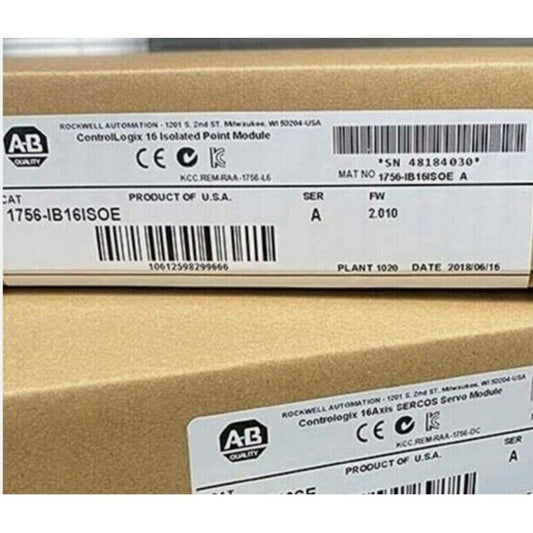 A-B
QUALITY
ROCKWELL AUTOMATION - 1201 S. 2nd ST. Milwaukee, WI 53204-USA
ControlLogix 16 Isolated Point Module
CE
KCC.REM-RAA-1756-L6
*SN 48184030*
MAT NO 1756-IB16ISOE A
CAT
PRODUCT OF U.S.A.
SER
FW
1756-IB16ISOE
A
2.010
10612598299666
PLANT 1020 DATE 2018/06/16
A-B
QUALITY
ROCKWELL AUTOMATION - 1201 S. 2nd ST. Milwaukee, WI 53204-USA
Contrologix 16Axis SERCOS Servo Module
CE
KCC.REM-RAA-1756-DC
PRODUCT OF U.S.A.
SER
A
CAT